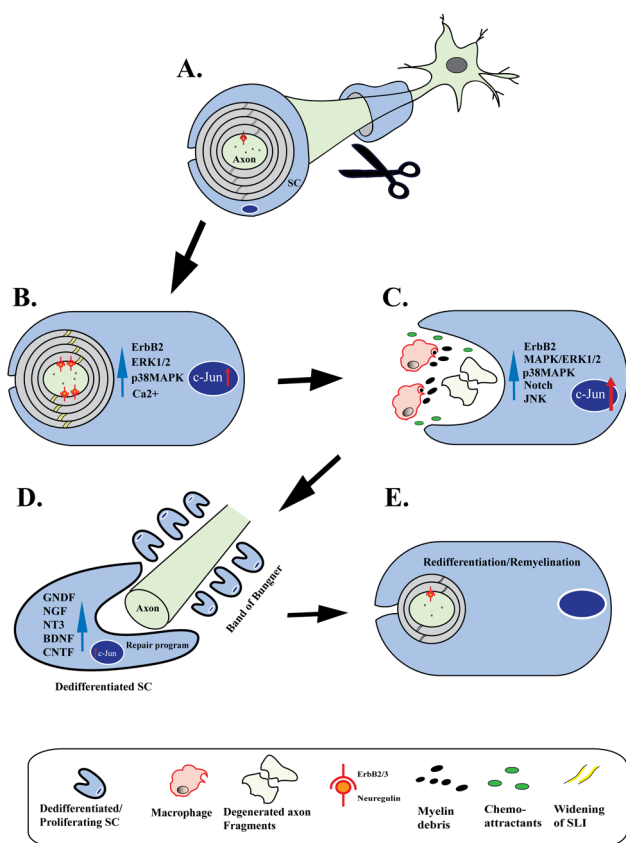 A.
Axon
SC
B.
ErbB2
ERK1/2
p38MAPK
Ca2+
c-Jun
C.
ErbB2
MAPK/ERK1/2
p38MAPK
Notch
JNK
c-Jun
D.
GNDF
NGF
NT3
BDNF
CNTF
c-Jun
Repair program
Axon
Band of Bungner
Dedifferentiated SC
E.
Redifferentiation/Remyelination
Dedifferentiated/
Proliferating SC
Macrophage
Degenerated axon
Fragments
ErbB2/3
Neuregulin
Myelin
debris
Chemo-
attractants
Widening
of SLI